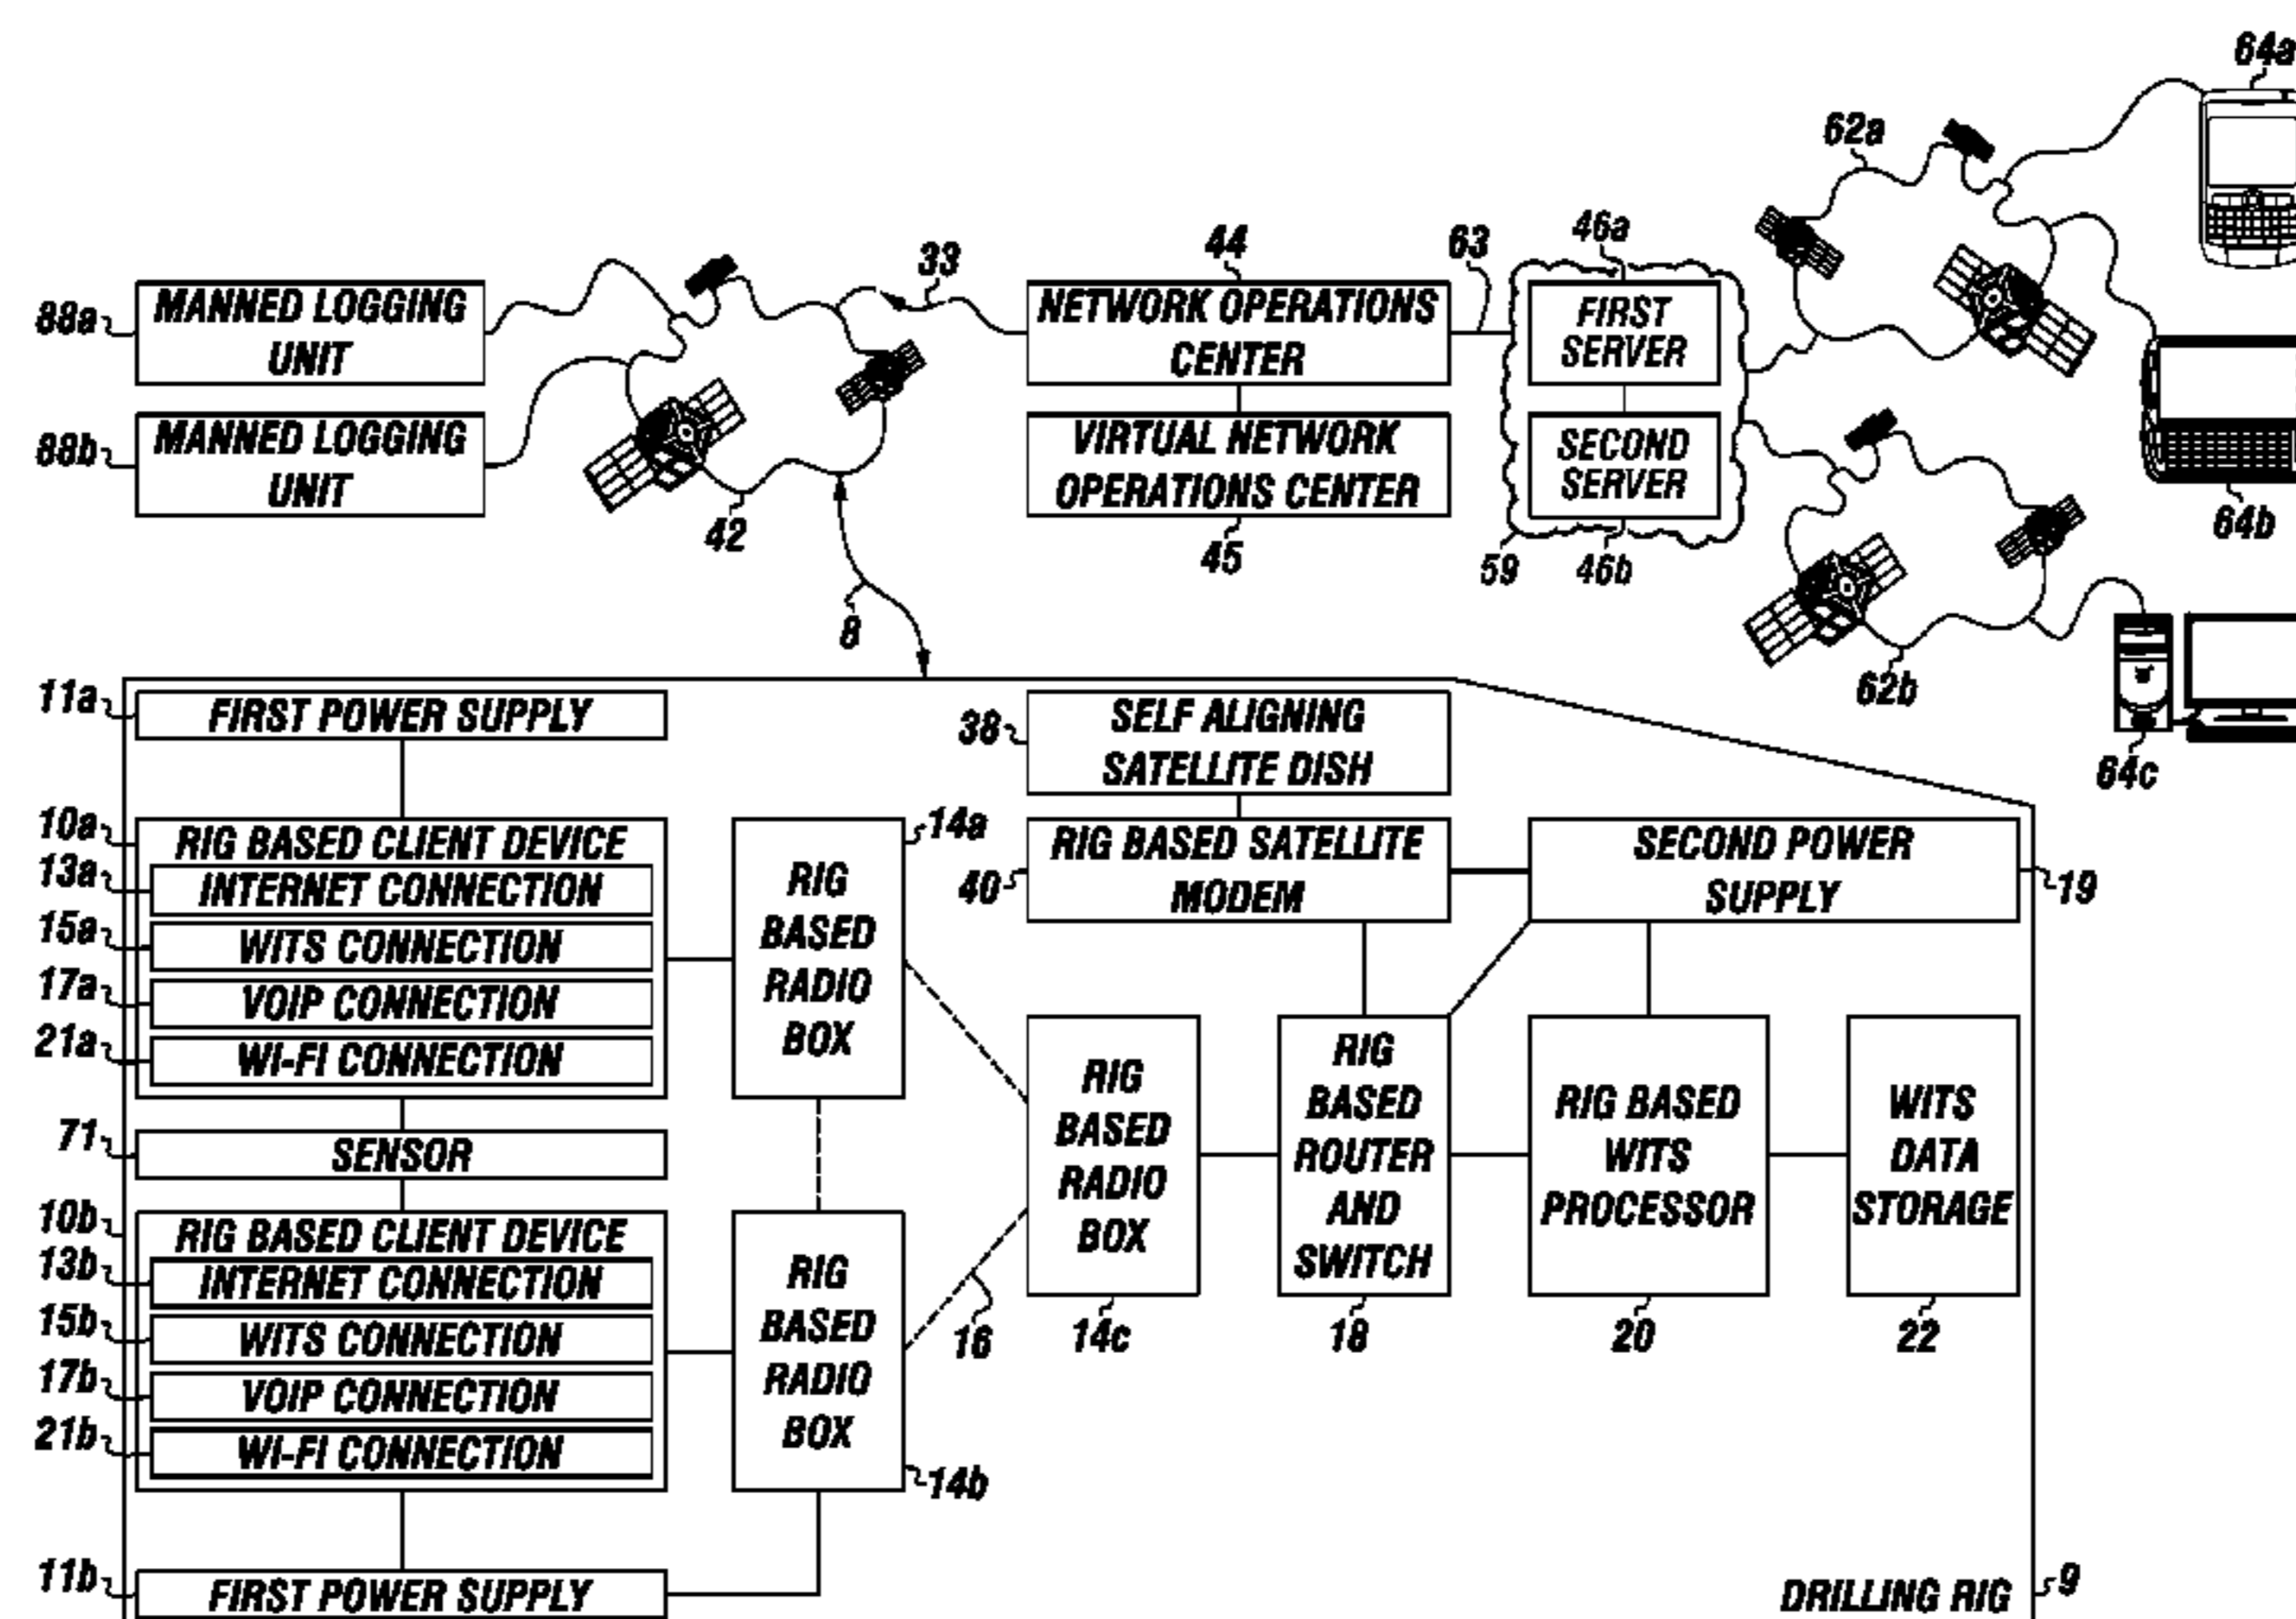 64a
62a
46a
44
63
33
88a
MANNED LOGGING
UNIT
NETWORK OPERATIONS
CENTER
FIRST
SERVER
88b
MANNED LOGGING
UNIT
VIRTUAL NETWORK
OPERATIONS CENTER
SECOND
SERVER
42
45
59
46b
64b
8
62b
64c
11a
FIRST POWER SUPPLY
38
SELF ALIGNING
SATELLITE DISH
10a
RIG BASED CLIENT DEVICE
13a
INTERNET CONNECTION
15a
WITS CONNECTION
17a
VOIP CONNECTION
21a
WI-FI CONNECTION
14a
RIG
BASED
RADIO
BOX
40
RIG BASED SATELLITE
MODEM
SECOND POWER
SUPPLY
19
71
SENSOR
RIG
BASED
RADIO
BOX
14c
RIG
BASED
ROUTER
AND
SWITCH
18
RIG BASED
WITS
PROCESSOR
20
WITS
DATA
STORAGE
22
10b
RIG BASED CLIENT DEVICE
13b
INTERNET CONNECTION
15b
WITS CONNECTION
17b
VOIP CONNECTION
21b
WI-FI CONNECTION
RIG
BASED
RADIO
BOX
14b
16
11b
FIRST POWER SUPPLY
DRILLING RIG
9